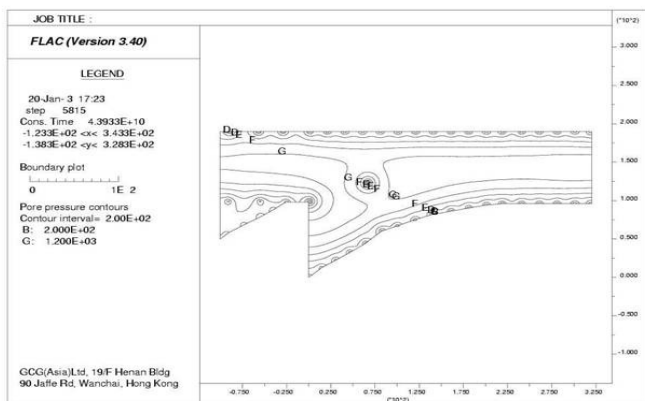 JOB TITLE :
FLAC (Version 3.40)
LEGEND
20-Jan- 3 17:23
step 5815
Cons. Time 4.3933E+10
-1.233E+02 <x< 3.433E+02
-1.383E+02 <y< 3.283E+02
Boundary plot
0 1E 2
Pore pressure contours
Contour interval= 2.00E+02
B: 2.000E+02
G: 1.200E+03
GCG(Asia)Ltd, 19/F Henan Bldg
90 Jaffe Rd, Wanchai, Hong Kong
(*10^2)
3.000
2.500
2.000
1.500
1.000
0.500
0.000
-0.500
-1.000
D D E F G
G F E F
G G F E
-0.750 -0.250 0.250 0.750 1.250 1.750 2.250 2.750 3.250
(*10^2)